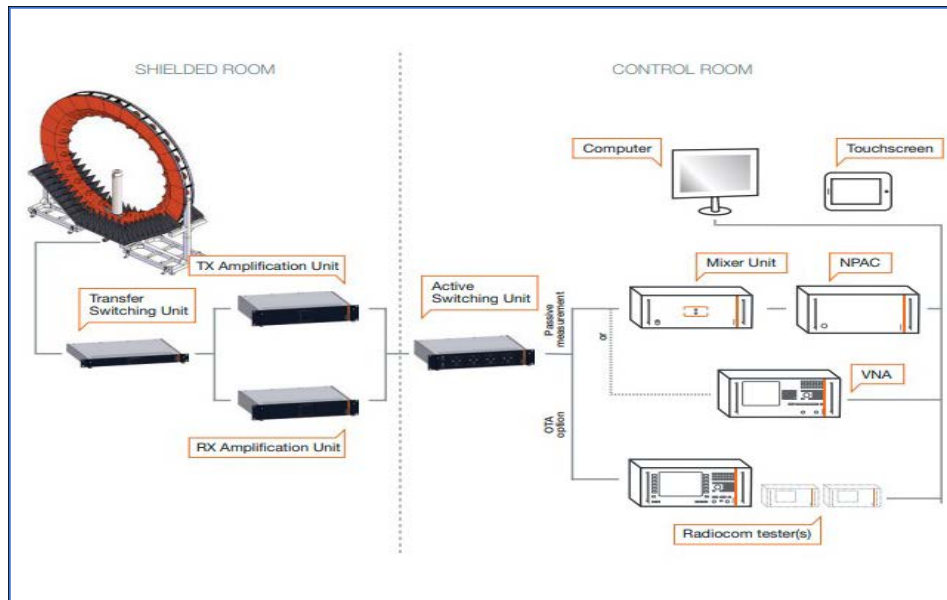 SHIELDED ROOM
CONTROL ROOM
Computer
Touchscreen
TX Amplification Unit
Mixer Unit
NPAC
Transfer
Switching Unit
Active
Switching Unit
Passive
measurement
or
VNA
OTA
option
RX Amplification Unit
Radiocom tester(s)